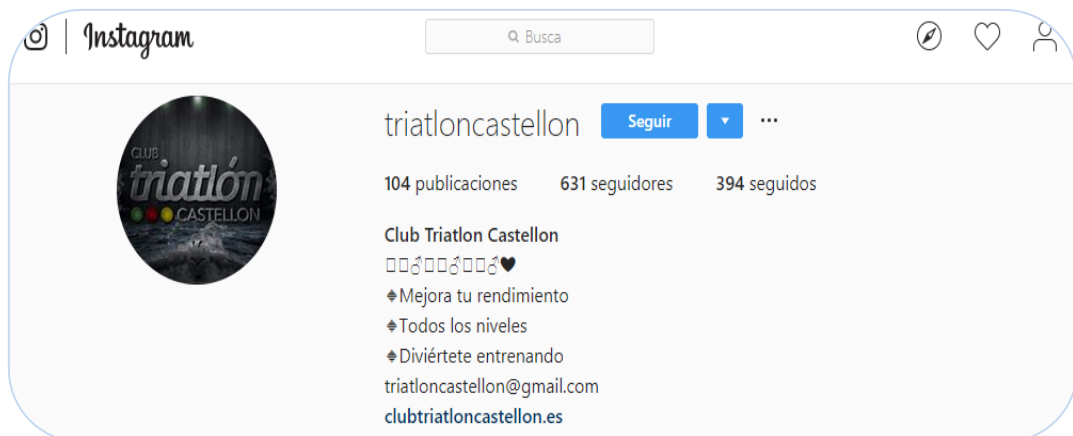 Instagram
Busca
CLUB
triatlón
CASTELLON
triatloncastellon Seguir
104 publicaciones 631 seguidores 394 seguidos
Club Triatlon Castellon
□□♂□□♂□□♂♥
Mejora tu rendimiento
Todos los niveles
Diviértete entrenando
triatloncastellon@gmail.com
clubtriatloncastellon.es